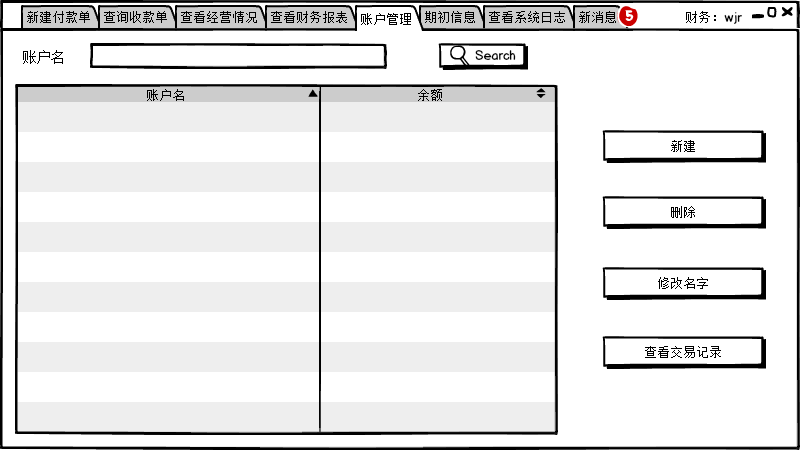 新建付款单 查询收款单 查看经营情况 查看财务报表 账户管理 期初信息 查看系统日志 新消息 5 财务：wjr
账户名 Search
账户名 余额
新建
删除
修改名字
查看交易记录